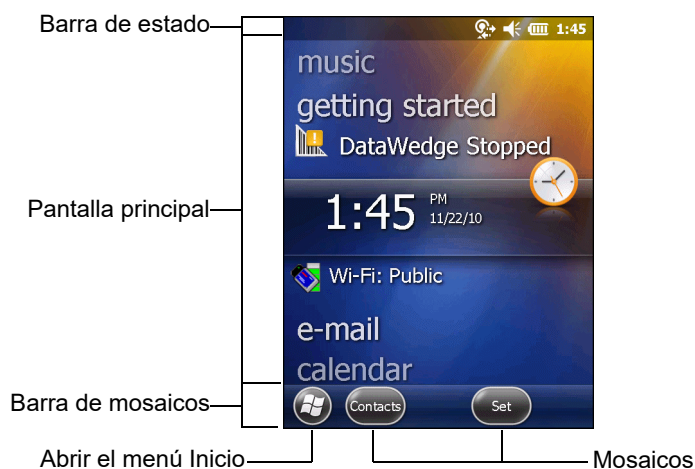 Barra de estado
1:45
music
getting started
DataWedge Stopped
Pantalla principal
1:45 PM
11/22/10
Wi-Fi: Public
e-mail
calendar
Barra de mosaicos
Contacts
Set
Abrir el menú Inicio
Mosaicos